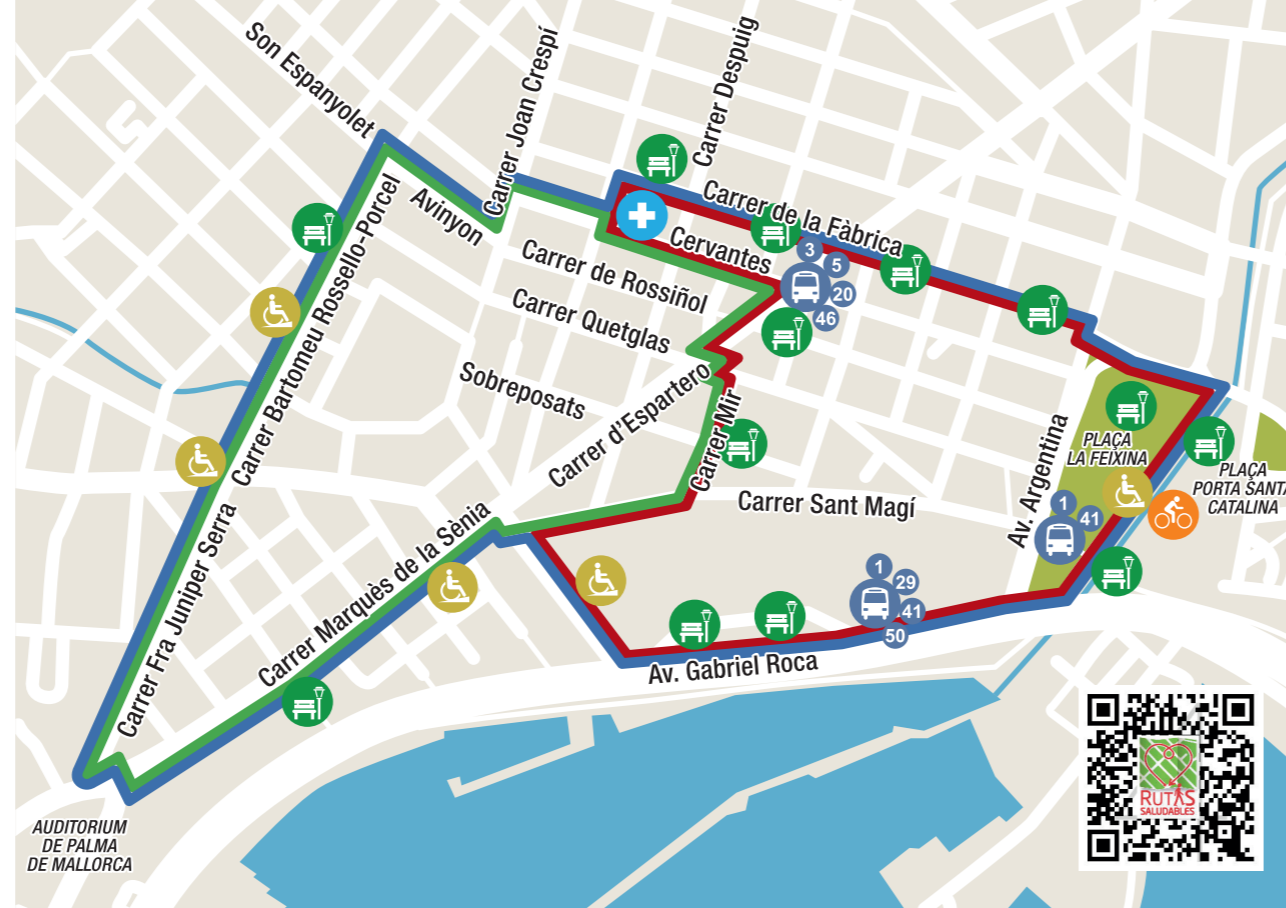 Son Espanyolet
Carrer Joan Crespí
Carrer Despuig
Avinyon
Carrer de la Fàbrica
Cervantes
3
5
20
46
Carrer de Rossiñol
Carrer Quetglas
Sobreposats
Carrer d'Espartero
Carrer Mir
Carrer Bartomeu Rossello-Porcel
Carrer Fra Juniper Serra
Carrer Marquès de la Sènia
Carrer Sant Magí
Av. Argentina
PLAÇA
LA FEIXINA
PLAÇA
PORTA SANTA
CATALINA
1
41
1
29
41
50
Av. Gabriel Roca
AUDITORIUM
DE PALMA
DE MALLORCA
RUTAS
SALUDABLES